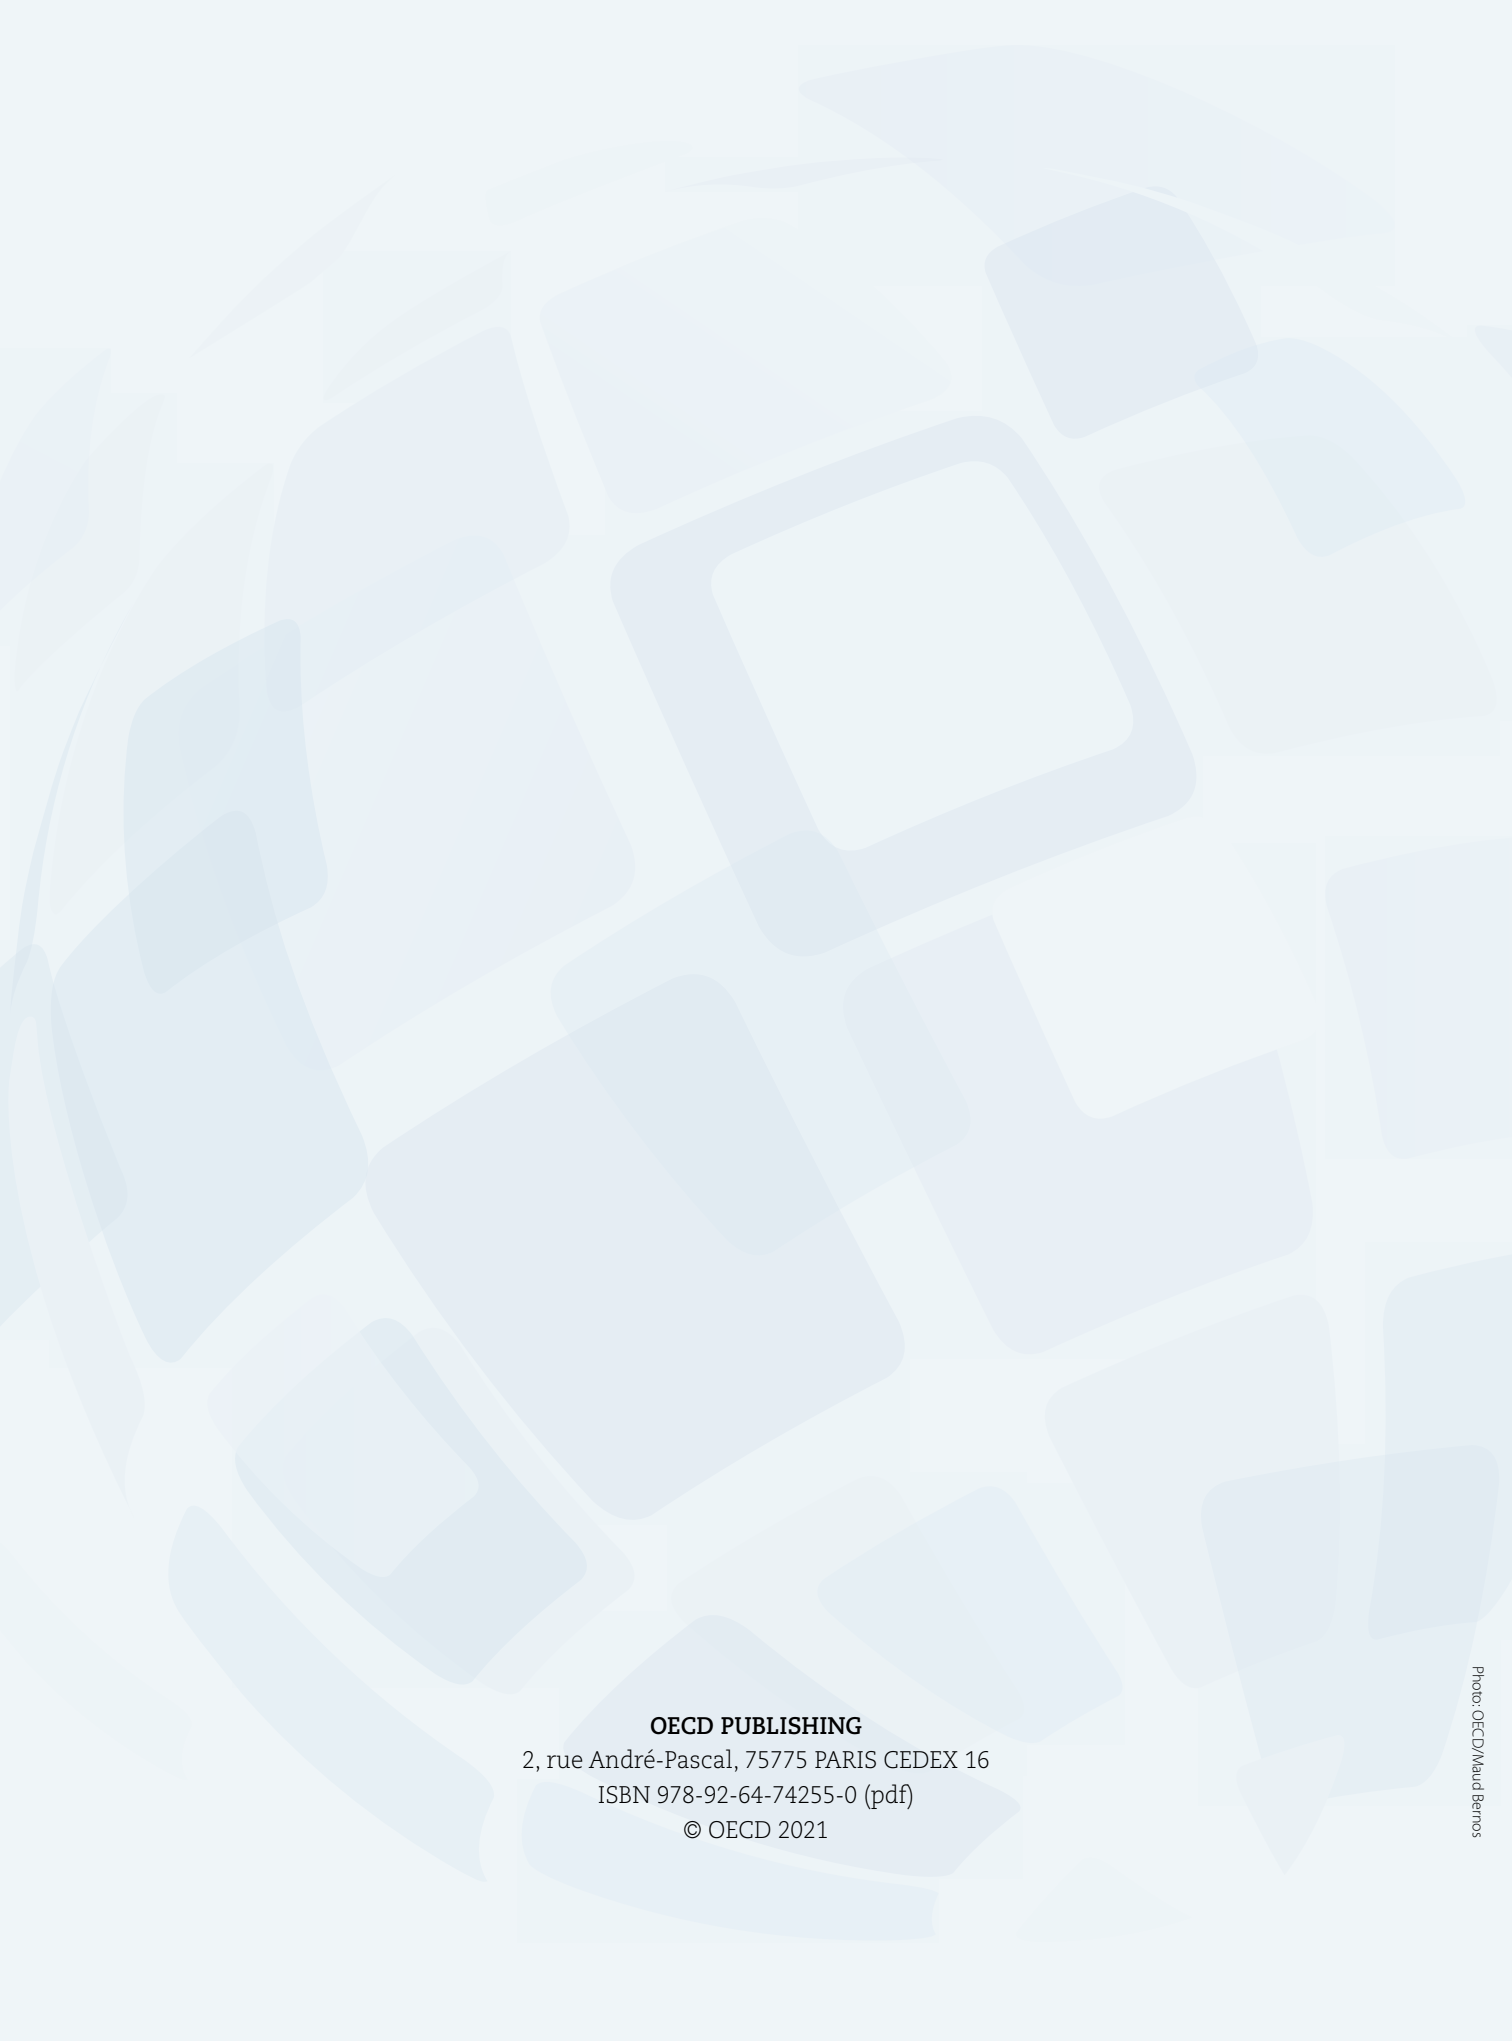 OECD PUBLISHING
2, rue André-Pascal, 75775 PARIS CEDEX 16
ISBN 978-92-64-74255-0 (pdf)
© OECD 2021
Photo: OECD/Maud Bernos